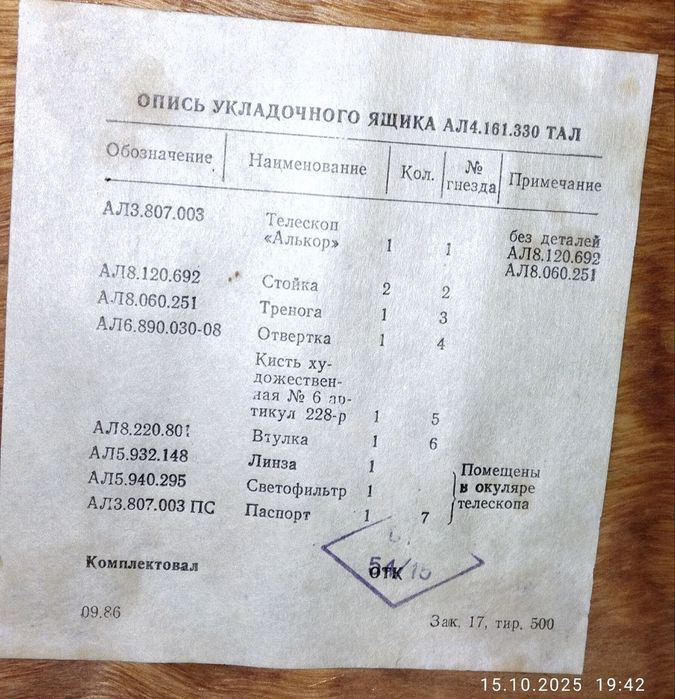 ОПИСЬ УКЛАДОЧНОГО ЯЩИКА АЛ4.161.330 ТАЛ
Обозначение Наименование Кол. № гнезда Примечание
АЛ3.807.003 Телескоп «Алькор» 1 1 без деталей АЛ8.120.692 АЛ8.060.251
АЛ8.120.692 Стойка 2 2
АЛ8.060.251 Тренога 1 3
АЛ6.890.030-08 Отвертка 1 4
Кисть ху-
дожествен-
ная № 6 ар-
тикул 228-р 1 5
АЛ8.220.801 Втулка 1 6
АЛ5.932.148 Линза 1
АЛ5.940.295 Светофильтр 1
Помещены в окуляре телескопа
АЛ3.807.003 ПС Паспорт 1 7
Комплектовал ОТК
54/15
09.86 Зак. 17, тир. 500
15.10.2025 19:42